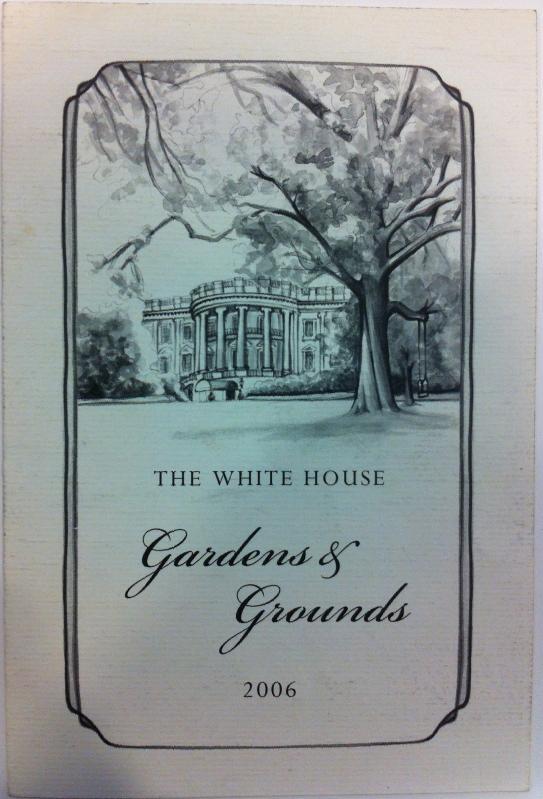 THE WHITE HOUSE
Gardens &
Grounds
2006